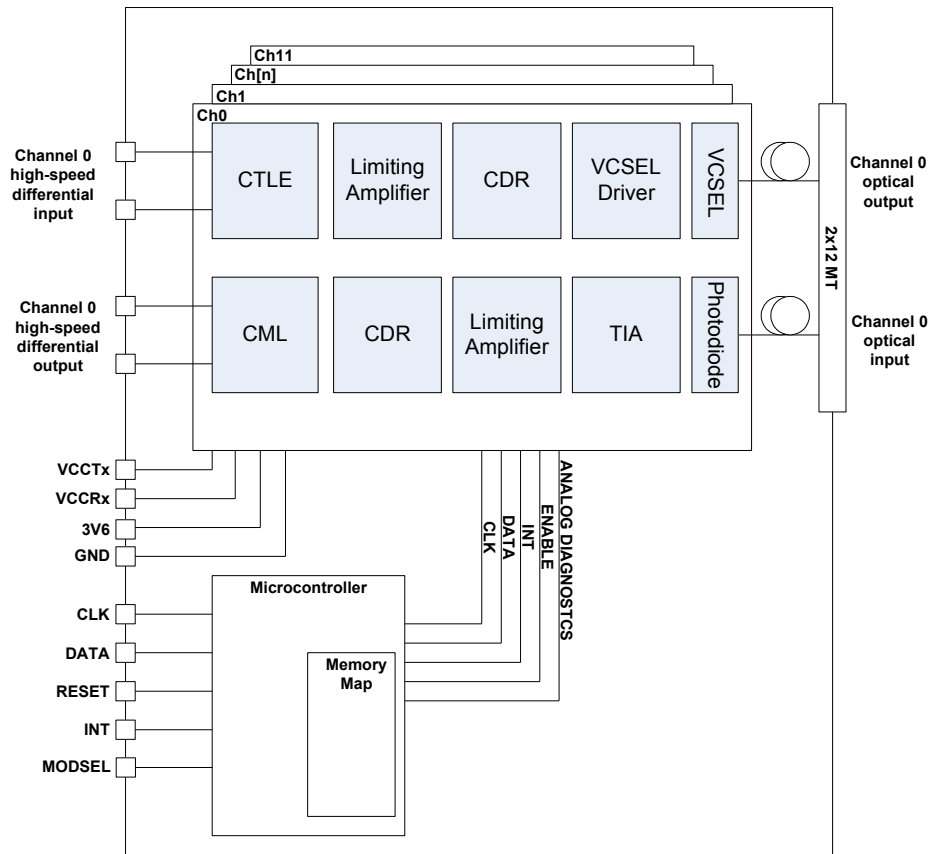 Ch11
Ch[n]
Ch1
Ch0
Channel 0
high-speed
differential
input
CTLE
Limiting
Amplifier
CDR
VCSEL
Driver
VCSEL
Channel 0
optical
output
2x12 MT
Channel 0
high-speed
differential
output
CML
CDR
Limiting
Amplifier
TIA
Photodiode
Channel 0
optical
input
VCCTx
VCCRx
3V6
GND
CLK
DATA
INT
ENABLE
ANALOG DIAGNOSTCS
Microcontroller
Memory
Map
CLK
DATA
RESET
INT
MODSEL